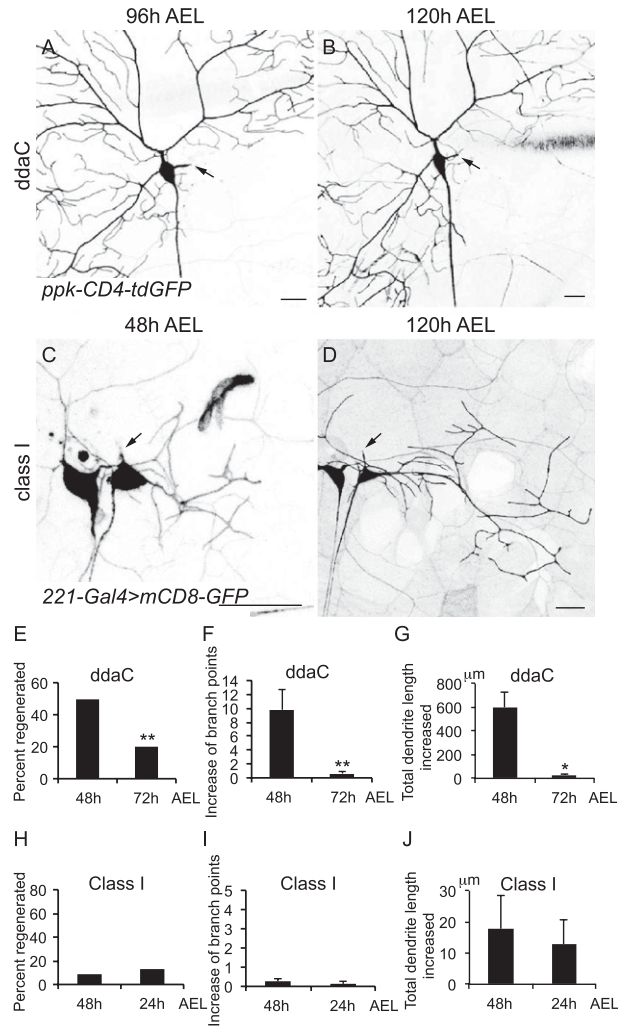 96h AEL 120h AEL
ddaC
A B
ppk-CD4-tdGFP
48h AEL 120h AEL
class I
C D
221-Gal4>mCD8-GFP
E F G
ddaC
Percent regenerated
60
40
20
0
**
48h 72h AEL
ddaC
Increase of branch points
14
12
10
8
6
4
2
0
**
48h 72h AEL
μm ddaC
Total dendrite length
increased
800
600
400
200
0
*
48h 72h AEL
H I J
Class I
Percent regenerated
80
60
40
20
0
48h 24h AEL
Class I
Increase of branch points
5
4
3
2
1
0
48h 24h AEL
μm Class I
Total dendrite length
increased
30
20
10
0
48h 24h AEL